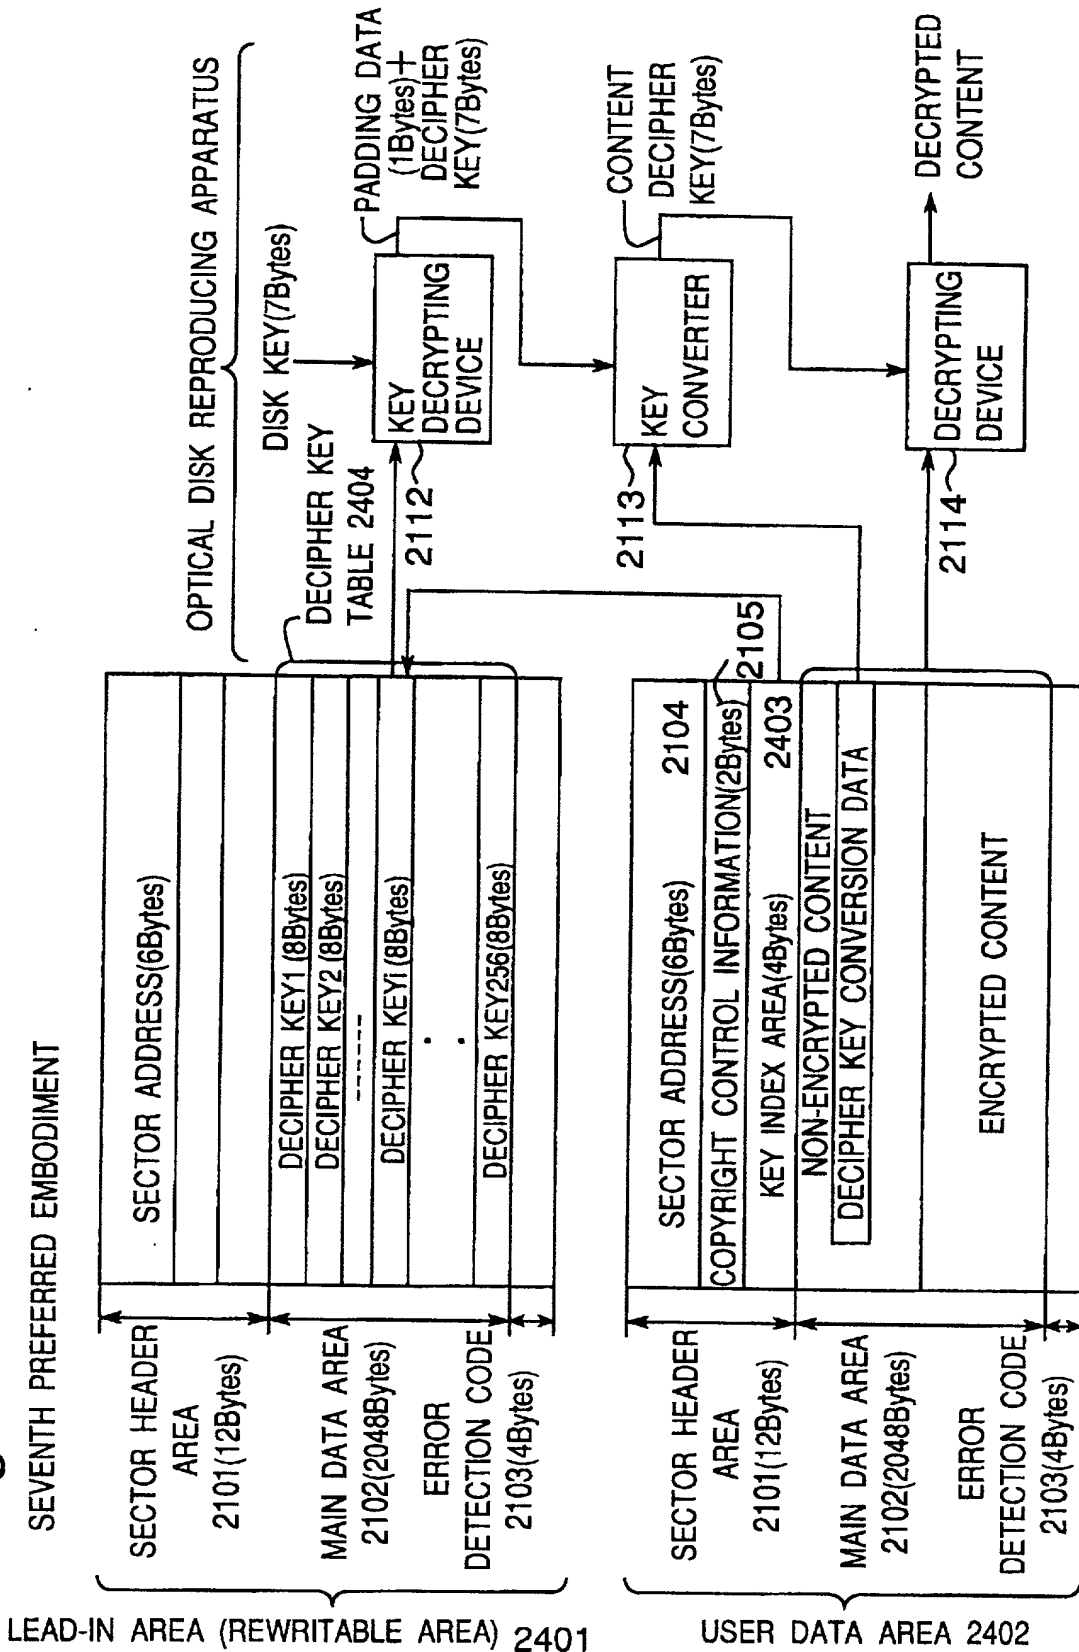 SEVENTH PREFERRED EMBODIMENT
OPTICAL DISK REPRODUCING APPARATUS
LEAD-IN AREA (REWRITABLE AREA) 2401
SECTOR HEADER
AREA
2101(12Bytes)
MAIN DATA AREA
2102(2048Bytes)
ERROR
DETECTION CODE
2103(4Bytes)
SECTOR ADDRESS(6Bytes)
DECIPHER KEY1 (8Bytes)
DECIPHER KEY2 (8Bytes)
DECIPHER KEYi (8Bytes)
DECIPHER KEY256(8Bytes)
DECIPHER KEY
TABLE 2404
DISK KEY(7Bytes)
2112
KEY
DECRYPTING
DEVICE
PADDING DATA
(1Bytes)+
DECIPHER
KEY(7Bytes)
2113
KEY
CONVERTER
CONTENT
DECIPHER
KEY(7Bytes)
2114
DECRYPTING
DEVICE
DECRYPTED
CONTENT
USER DATA AREA 2402
SECTOR HEADER
AREA
2101(12Bytes)
MAIN DATA AREA
2102(2048Bytes)
ERROR
DETECTION CODE
2103(4Bytes)
SECTOR ADDRESS(6Bytes) 2104
COPYRIGHT CONTROL INFORMATION(2Bytes) 2105
KEY INDEX AREA(4Bytes) 2403
NON-ENCRYPTED CONTENT
DECIPHER KEY CONVERSION DATA
ENCRYPTED CONTENT